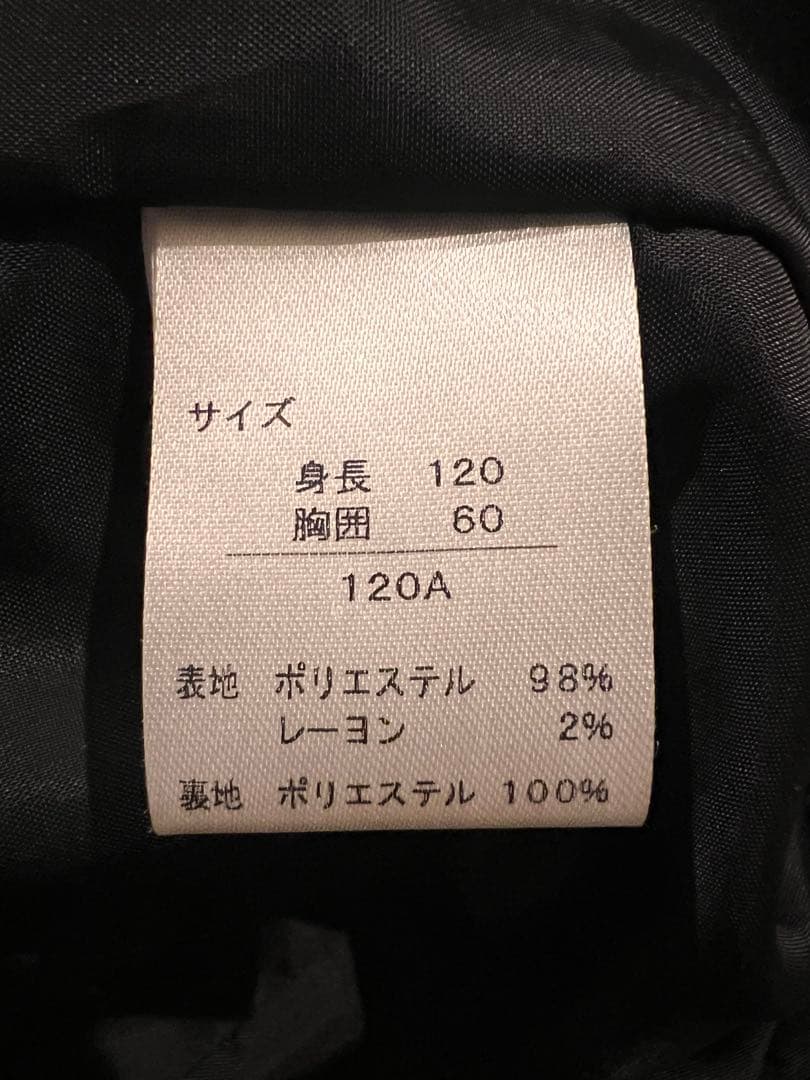 サイズ
身長 120
胸囲 60
120A
表地 ポリエステル 98%
レーヨン 2%
裏地 ポリエステル 100%